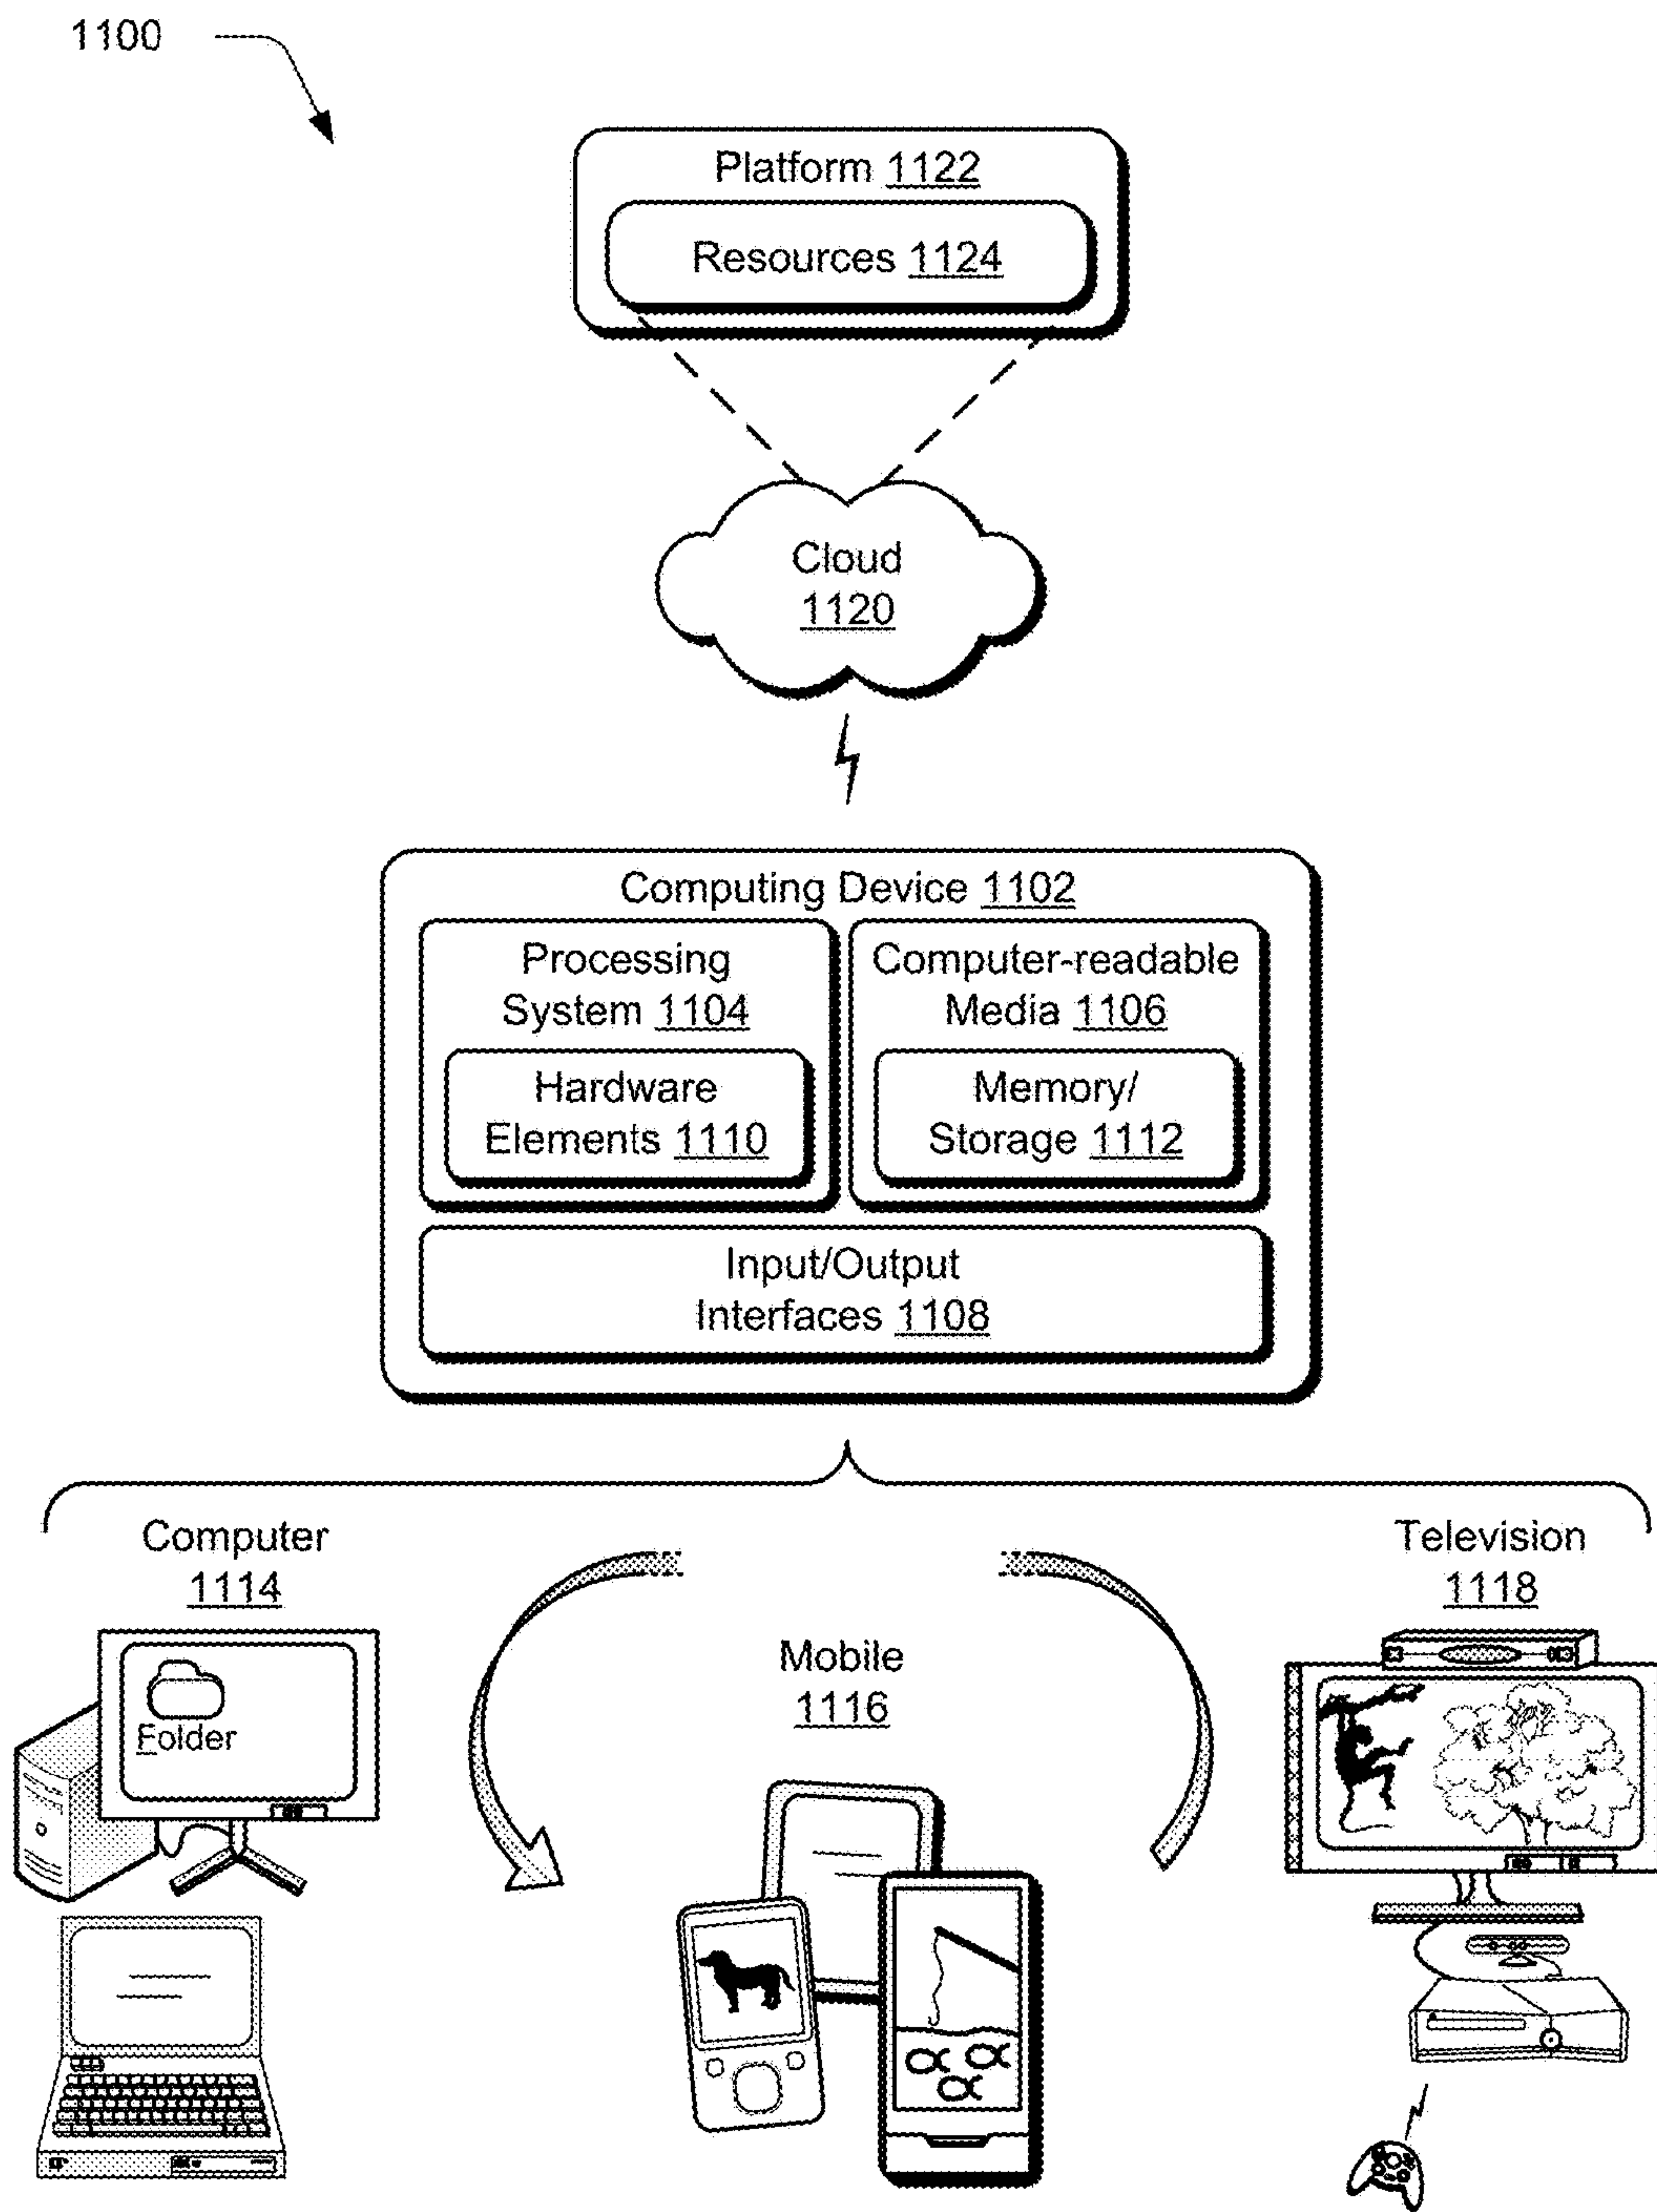 1100
Platform 1122
Resources 1124
Cloud
1120
Computing Device 1102
Processing
System 1104
Computer-readable
Media 1106
Hardware
Elements 1110
Memory/
Storage 1112
Input/Output
Interfaces 1108
Computer
1114
Television
1118
Mobile
1116
Folder